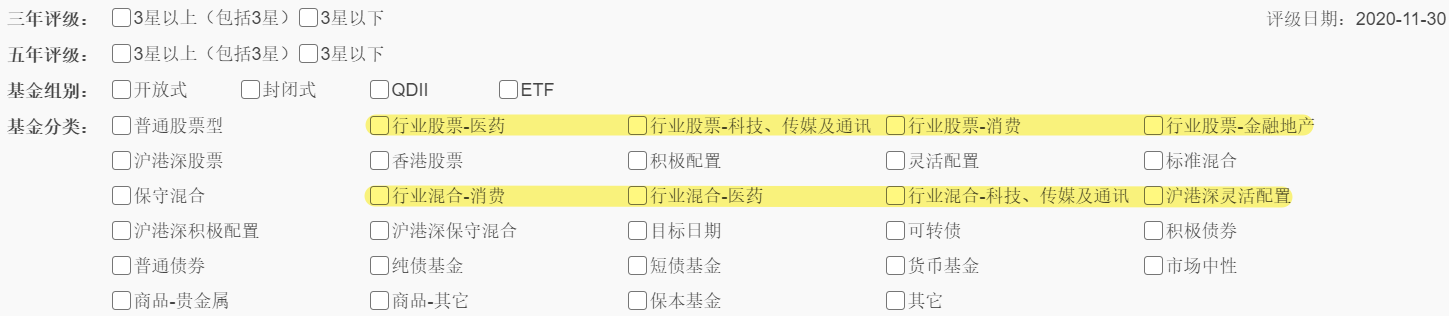 三年评级： 3星以上（包括3星） 3星以下 评级日期：2020-11-30
五年评级： 3星以上（包括3星） 3星以下
基金组别： 开放式 封闭式 QDII ETF
基金分类： 普通股票型 行业股票-医药 行业股票-科技、传媒及通讯 行业股票-消费 行业股票-金融地产
沪港深股票 香港股票 积极配置 灵活配置 标准混合
保守混合 行业混合-消费 行业混合-医药 行业混合-科技、传媒及通讯 沪港深灵活配置
沪港深积极配置 沪港深保守混合 目标日期 可转债 积极债券
普通债券 纯债基金 短债基金 货币基金 市场中性
商品-贵金属 商品-其它 保本基金 其它